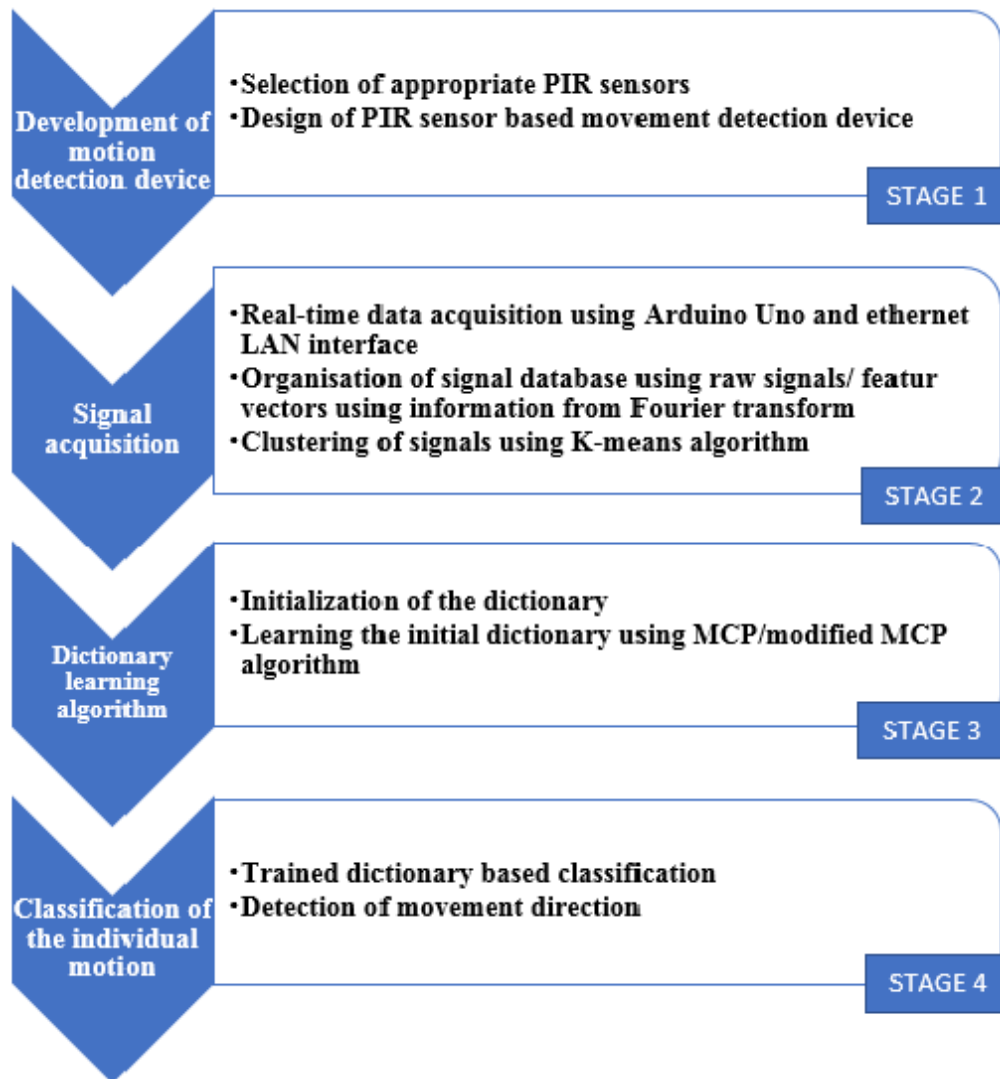 Development of
motion
detection device
•Selection of appropriate PIR sensors
•Design of PIR sensor based movement detection device
STAGE 1
Signal
acquisition
•Real-time data acquisition using Arduino Uno and ethernet
LAN interface
•Organisation of signal database using raw signals/ featur
vectors using information from Fourier transform
•Clustering of signals using K-means algorithm
STAGE 2
Dictionary
learning
algorithm
•Initialization of the dictionary
•Learning the initial dictionary using MCP/modified MCP
algorithm
STAGE 3
Classification of
the individual
motion
•Trained dictionary based classification
•Detection of movement direction
STAGE 4